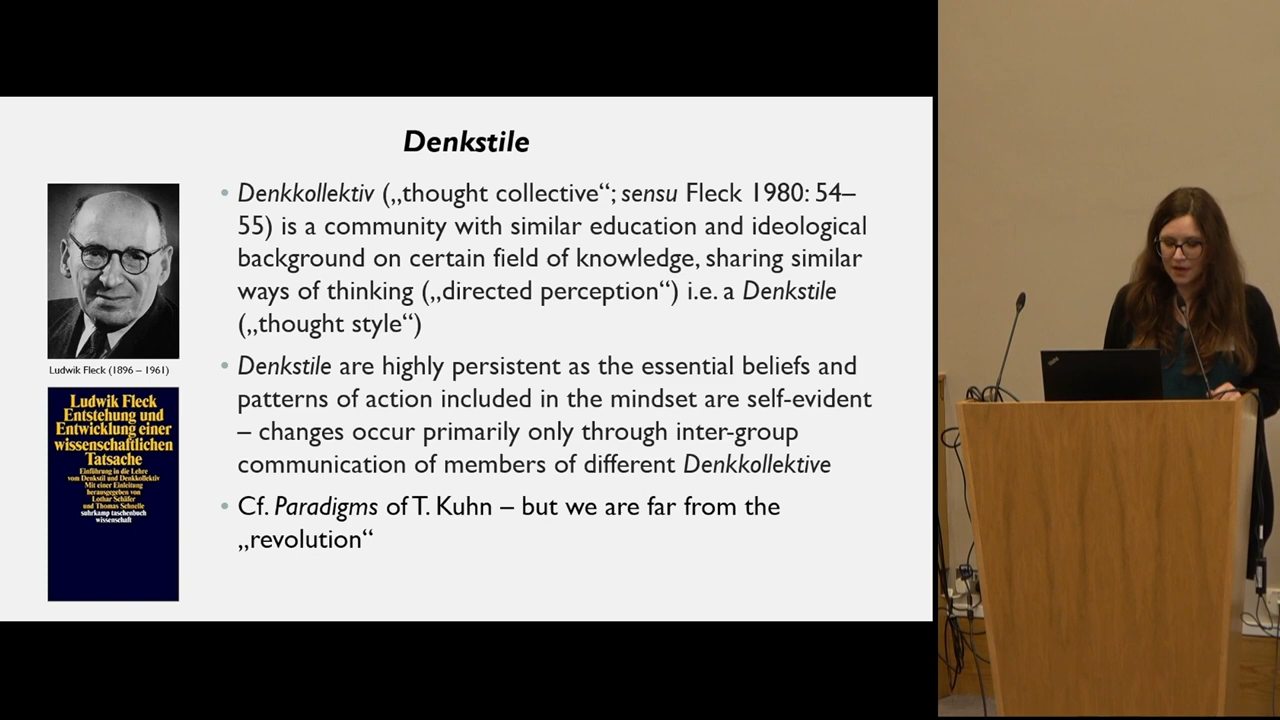 Denkstile
• Denkkollektiv („thought collective“; sensu Fleck 1980: 54–
55) is a community with similar education and ideological
background on certain field of knowledge, sharing similar
ways of thinking („directed perception“) i.e. a Denkstile
(„thought style“)
• Denkstile are highly persistent as the essential beliefs and
patterns of action included in the mindset are self-evident
– changes occur primarily only through inter-group
communication of members of different Denkkollektive
• Cf. Paradigms of T. Kuhn – but we are far from the
„revolution“
Ludwik Fleck (1896 – 1961)
Ludwik Fleck
Entstehung und
Entwicklung einer
wissenschaftlichen
Tatsache
Einführung in die Lehre
vom Denkstil und Denkkollektiv
Mit einer Einleitung
herausgegeben von
Lothar Schäfer
und Thomas Schnelle
suhrkamp taschenbuch
wissenschaft